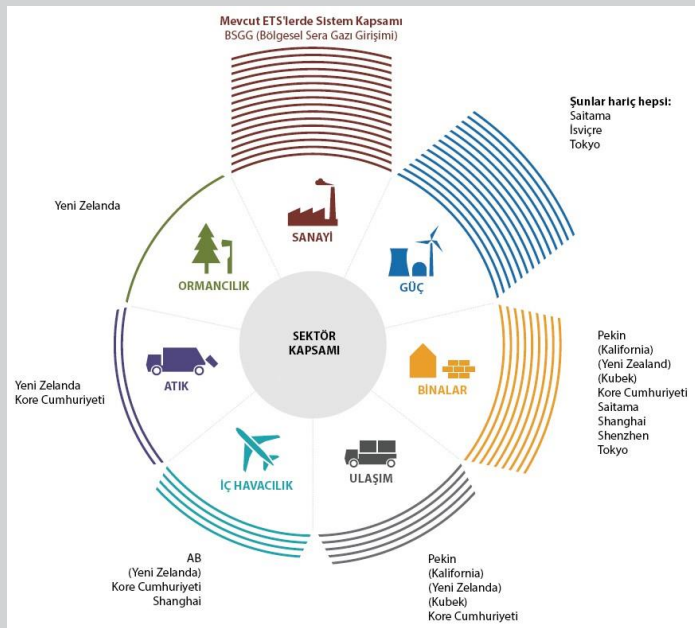 Mevcut ETS'lerde Sistem Kapsamı
BSGG (Bölgesel Sera Gazı Girişimi)
Şunlar hariç hepsi:
Saitama
İsviçre
Tokyo
Yeni Zelanda
SANAYİ
ORMANCILIK
GÜÇ
SEKTÖR
KAPSAMI
Yeni Zelanda
Kore Cumhuriyeti
ATIK
BİNALAR
Pekin
(Kalifornia)
(Yeni Zealand)
(Kubek)
Kore Cumhuriyeti
Saitama
Shanghai
Shenzhen
Tokyo
İÇ HAVACILIK
ULAŞIM
AB
(Yeni Zelanda)
Kore Cumhuriyeti
Shanghai
Pekin
(Kalifornia)
(Yeni Zelanda)
(Kubek)
Kore Cumhuriyeti